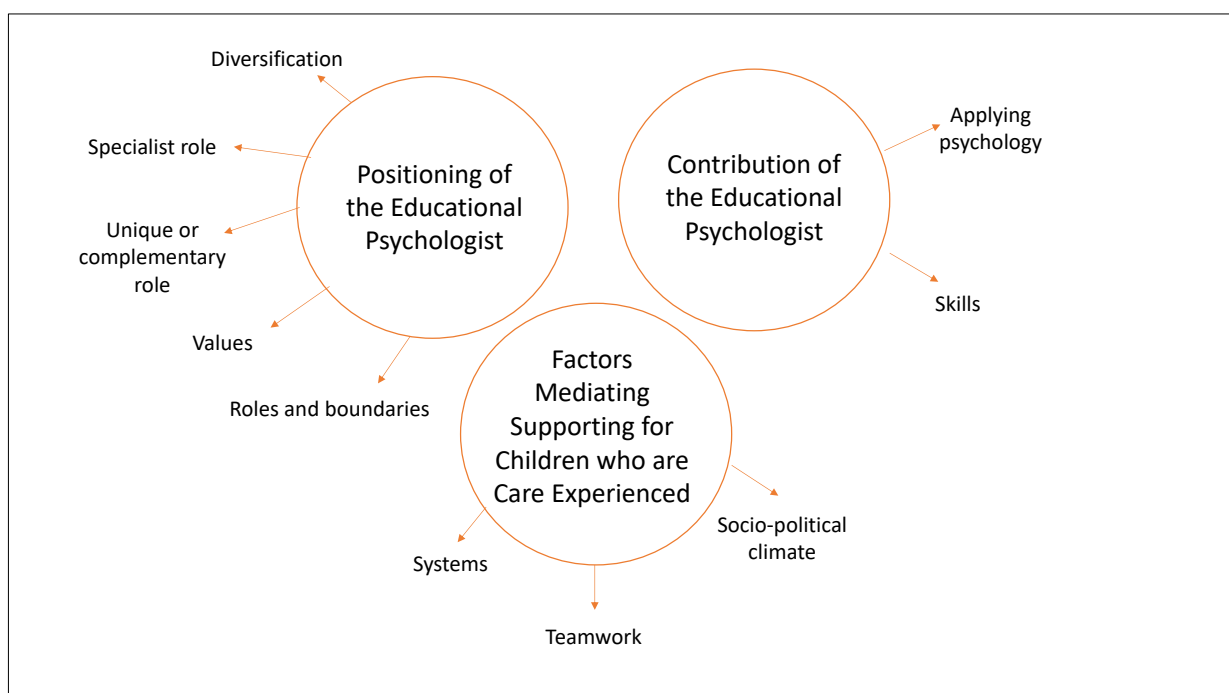 Diversification
Specialist role
Unique or
complementary
role
Values
Roles and boundaries
Positioning of
the Educational
Psychologist
Contribution of
the Educational
Psychologist
Applying
psychology
Skills
Factors
Mediating
Supporting for
Children who are
Care Experienced
Systems
Teamwork
Socio-political
climate